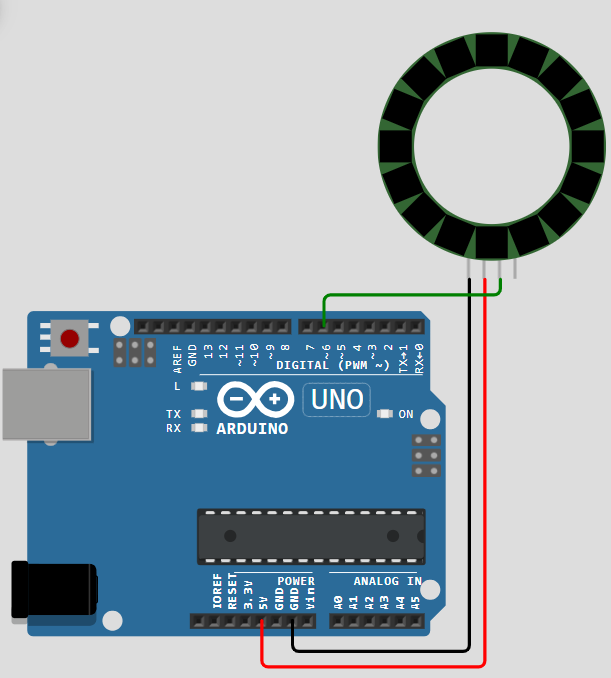 AREF
GND
13
12
~11
~10
~9
8
7
~6
~5
4
~3
2
TX→1
RX←0
DIGITAL (PWM ~)
L
TX
RX
UNO
ON
ARDUINO
POWER
ANALOG IN
IOREF
RESET
3.3V
5V
GND
GND
Vin
A0
A1
A2
A3
A4
A5